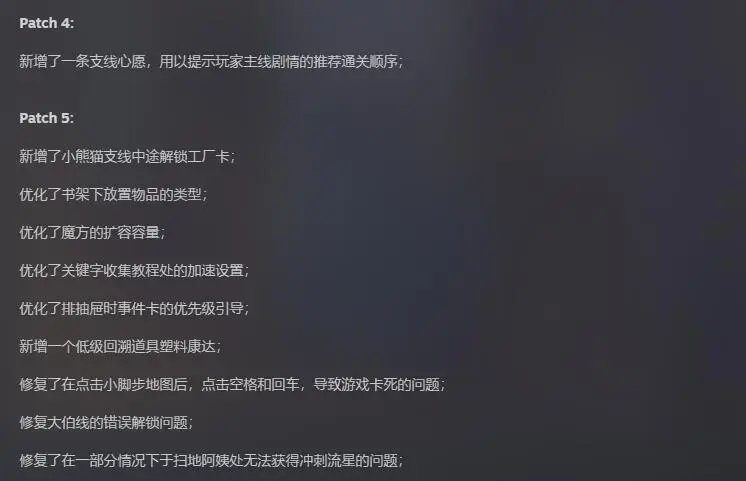 Patch 4:
新增了一条支线心愿，用以提示玩家主线剧情的推荐通关顺序；
Patch 5:
新增了小熊猫支线中途解锁工厂卡；
优化了书架下放置物品的类型；
优化了魔方的扩容容量；
优化了关键字收集教程处的加速设置；
优化了排抽屉时事件卡的优先级引导；
新增一个低级回溯道具塑料康达；
修复了在点击小脚步地图后，点击空格和回车，导致游戏卡死的问题；
修复大伯线的错误解锁问题；
修复了在一部分情况下于扫地阿姨处无法获得冲刺流星的问题；